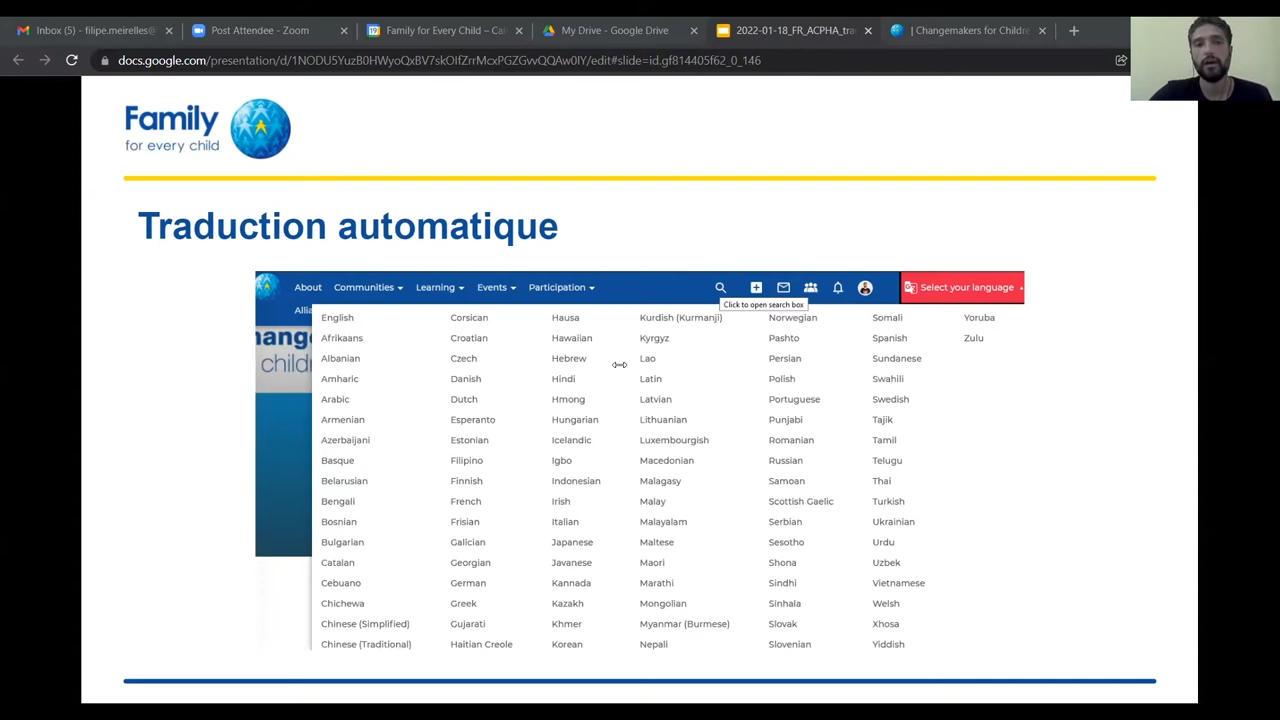 Inbox (5) - filipe.meirelles@
Post Attendee - Zoom
Family for Every Child – Cal
My Drive - Google Drive
2022-01-18_FR_ACPHA_tra
| Changemakers for Childre
docs.google.com/presentation/d/1NODU5YuzB0HWyoQxBV7skOIfZrrMcxPGZGvvQQAw0IY/edit#slide=id.gf814405f62_0_146
Family
for every child
Traduction automatique
About Communities Learning Events Participation Select your language
Allia
Click to open search box
hange
childre
English Corsican Hausa Kurdish (Kurmanji) Norwegian Somali Yoruba
Afrikaans Croatian Hawaiian Kyrgyz Pashto Spanish Zulu
Albanian Czech Hebrew Lao Persian Sundanese
Amharic Danish Hindi Latin Polish Swahili
Arabic Dutch Hmong Latvian Portuguese Swedish
Armenian Esperanto Hungarian Lithuanian Punjabi Tajik
Azerbaijani Estonian Icelandic Luxembourgish Romanian Tamil
Basque Filipino Igbo Macedonian Russian Telugu
Belarusian Finnish Indonesian Malagasy Samoan Thai
Bengali French Irish Malay Scottish Gaelic Turkish
Bosnian Frisian Italian Malayalam Serbian Ukrainian
Bulgarian Galician Japanese Maltese Sesotho Urdu
Catalan Georgian Javanese Maori Shona Uzbek
Cebuano German Kannada Marathi Sindhi Vietnamese
Chichewa Greek Kazakh Mongolian Sinhala Welsh
Chinese (Simplified) Gujarati Khmer Myanmar (Burmese) Slovak Xhosa
Chinese (Traditional) Haitian Creole Korean Nepali Slovenian Yiddish